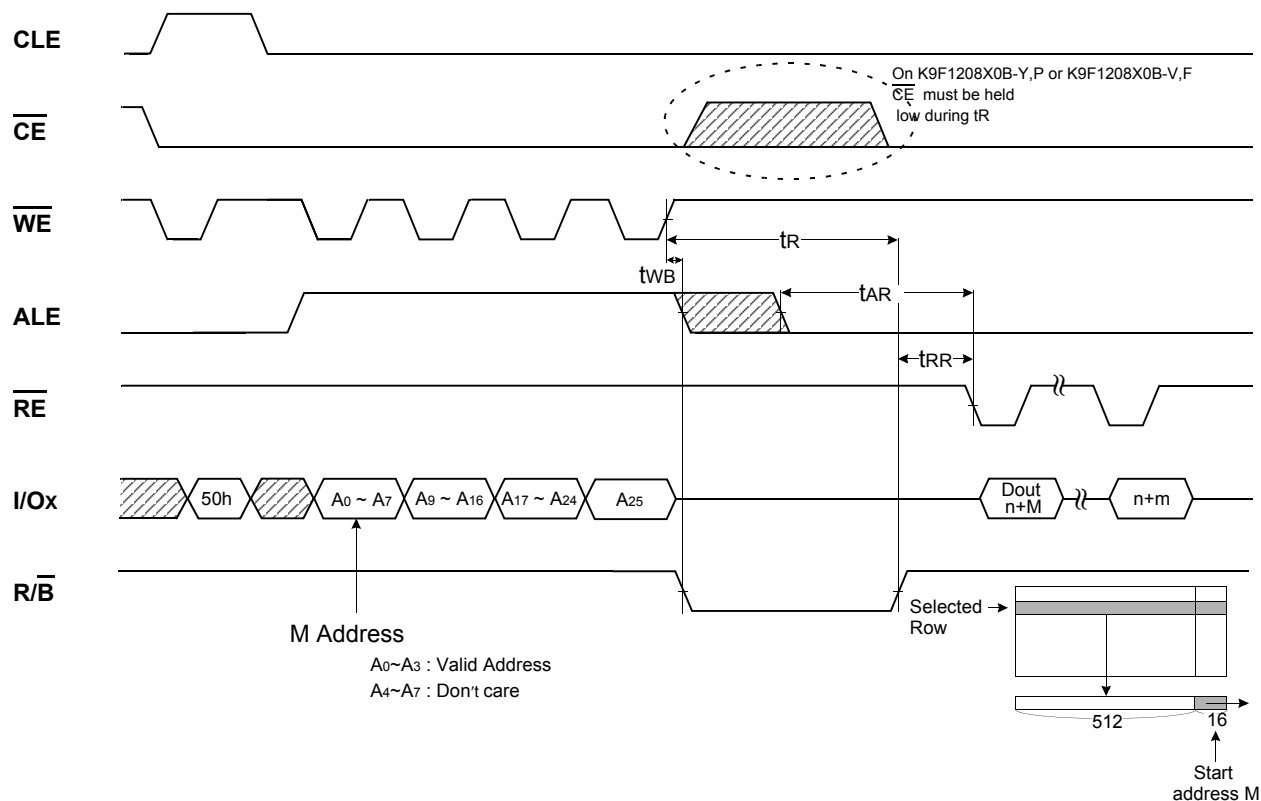 CLE
On K9F1208X0B-Y,P or K9F1208X0B-V,F
CE must be held
low during tR
CE
WE
tR
tWB
tAR
ALE
tRR
RE
I/Ox
50h
A0 ~ A7
A9 ~ A16
A17 ~ A24
A25
Dout
n+M
n+m
R/B
Selected
Row
M Address
A0~A3 : Valid Address
A4~A7 : Don't care
512
16
Start
address M